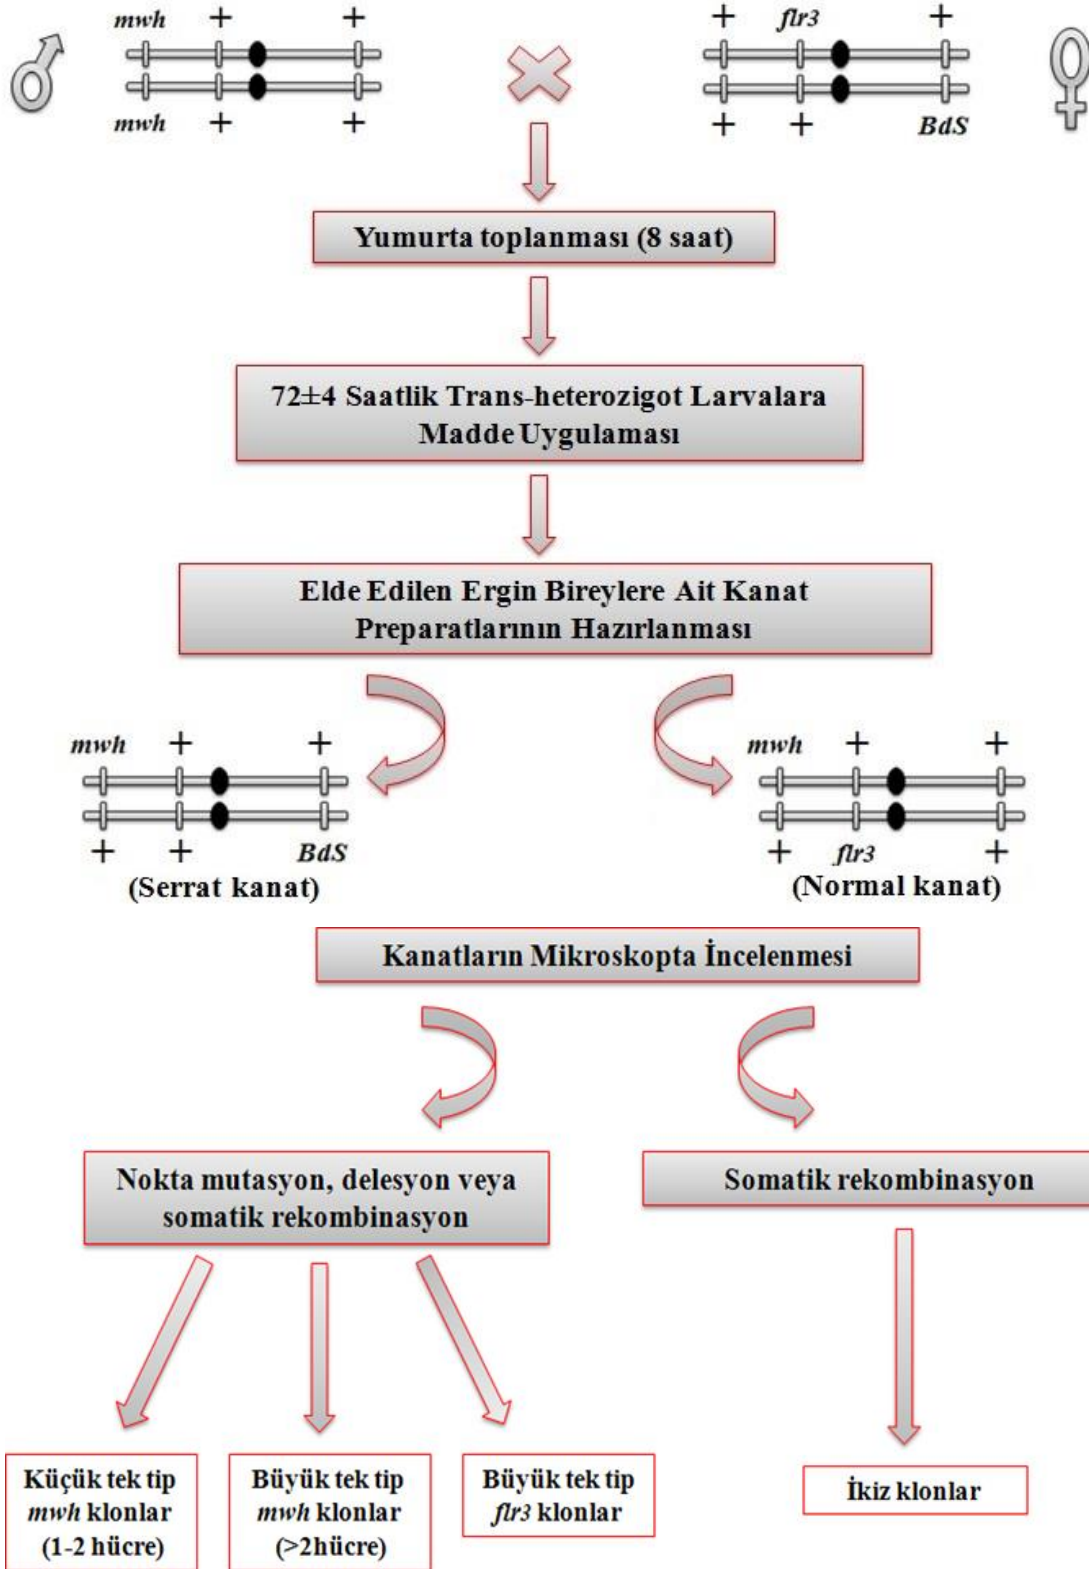 mwh + +
+ flr3 +
mwh + +
+ + BdS
Yumurta toplanması (8 saat)
72±4 Saatlik Trans-heterozigot Larvalara
Madde Uygulaması
Elde Edilen Ergin Bireylere Ait Kanat
Preparatlarının Hazırlanması
mwh + +
+ + BdS
(Serrat kanat)
mwh + +
+ flr3 +
(Normal kanat)
Kanatların Mikroskopta İncelenmesi
Nokta mutasyon, delesyon veya
somatik rekombinasyon
Somatik rekombinasyon
Küçük tek tip
mwh klonlar
(1-2 hücre)
Büyük tek tip
mwh klonlar
(>2hücre)
Büyük tek tip
flr3 klonlar
İkiz klonlar